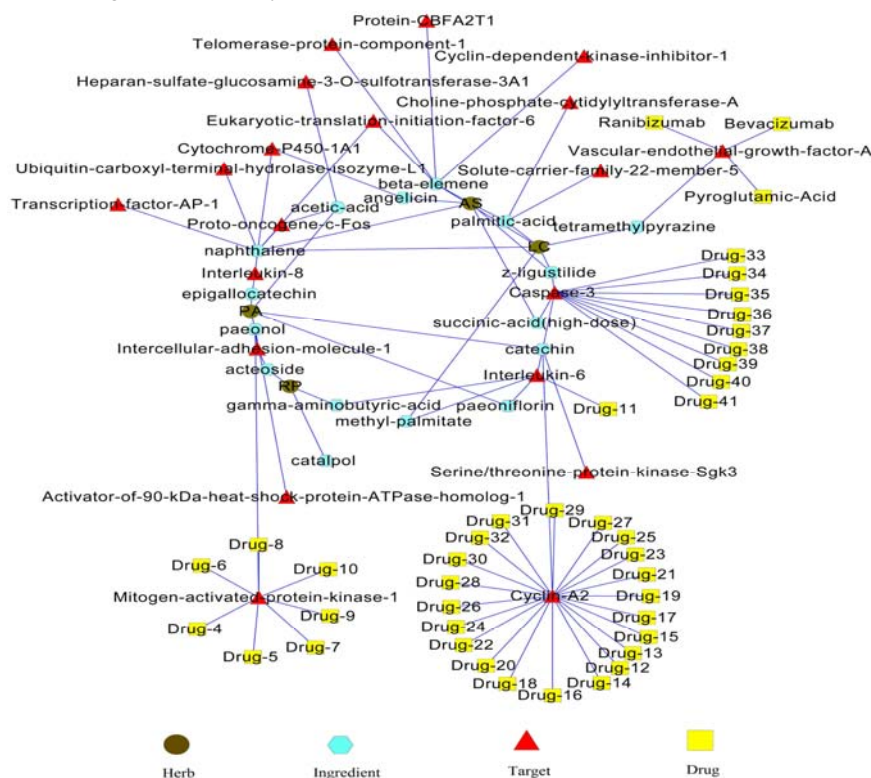 Protein-CBFA2T1
Telomerase-protein-component-1
Cyclin-dependent-kinase-inhibitor-1
Heparan-sulfate-glucosamine-3-O-sulfotransferase-3A1
Choline-phosphate-cytidylyltransferase-A
Eukaryotic-translation-initiation-factor-6
Ranibizumab
Bevacizumab
Cytochrome-P450-1A1
Vascular-endothelial-growth-factor-A
Ubiquitin-carboxyl-terminal-hydrolase-isozyme-L1
Solute-carrier-family-22-member-5
beta-elemene
Pyroglutamic-Acid
angelicin
AS
Transcription-factor-AP-1
acetic-acid
palmitic-acid
tetramethylpyrazine
Proto-oncogene-c-Fos
naphthalene
LC
Drug-33
Interleukin-8
z-ligustilide
Drug-34
Caspase-3
epigallocatechin
Drug-35
PA
Drug-36
paeonol
succinic-acid(high-dose)
Drug-37
Intercellular-adhesion-molecule-1
catechin
Drug-38
acteoside
Interleukin-6
Drug-39
RP
Drug-40
gamma-aminobutyric-acid
paeoniflorin
Drug-11
Drug-41
methyl-palmitate
catalpol
Serine/threonine-protein-kinase-Sgk3
Activator-of-90-kDa-heat-shock-protein-ATPase-homolog-1
Drug-29
Drug-31
Drug-27
Drug-8
Drug-32
Drug-25
Drug-6
Drug-10
Drug-30
Drug-23
Drug-28
Drug-21
Mitogen-activated-protein-kinase-1
Cyclin-A2
Drug-19
Drug-26
Drug-9
Drug-17
Drug-4
Drug-24
Drug-15
Drug-5
Drug-7
Drug-22
Drug-13
Drug-20
Drug-12
Drug-18
Drug-14
Drug-16
Herb
Ingredient
Target
Drug